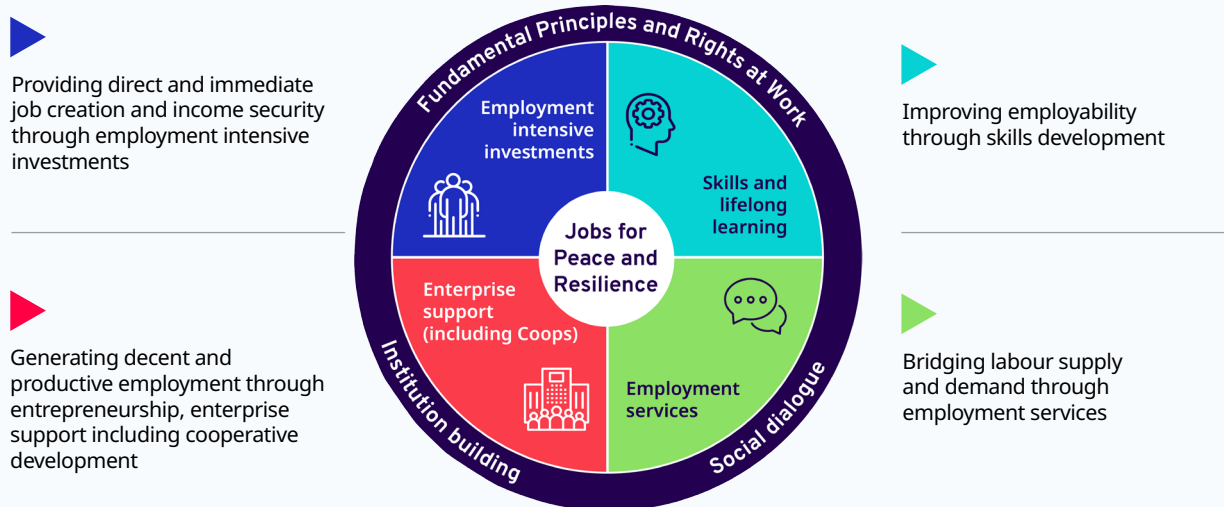 Providing direct and immediate
job creation and income security
through employment intensive
investments
Generating decent and
productive employment through
entrepreneurship, enterprise
support including cooperative
development
Fundamental Principles and Rights at Work
Employment
intensive
investments
Skills and
lifelong
learning
Jobs for
Peace and
Resilience
Enterprise
support
(including Coops)
Employment
services
Institution building
Social dialogue
Improving employability
through skills development
Bridging labour supply
and demand through
employment services